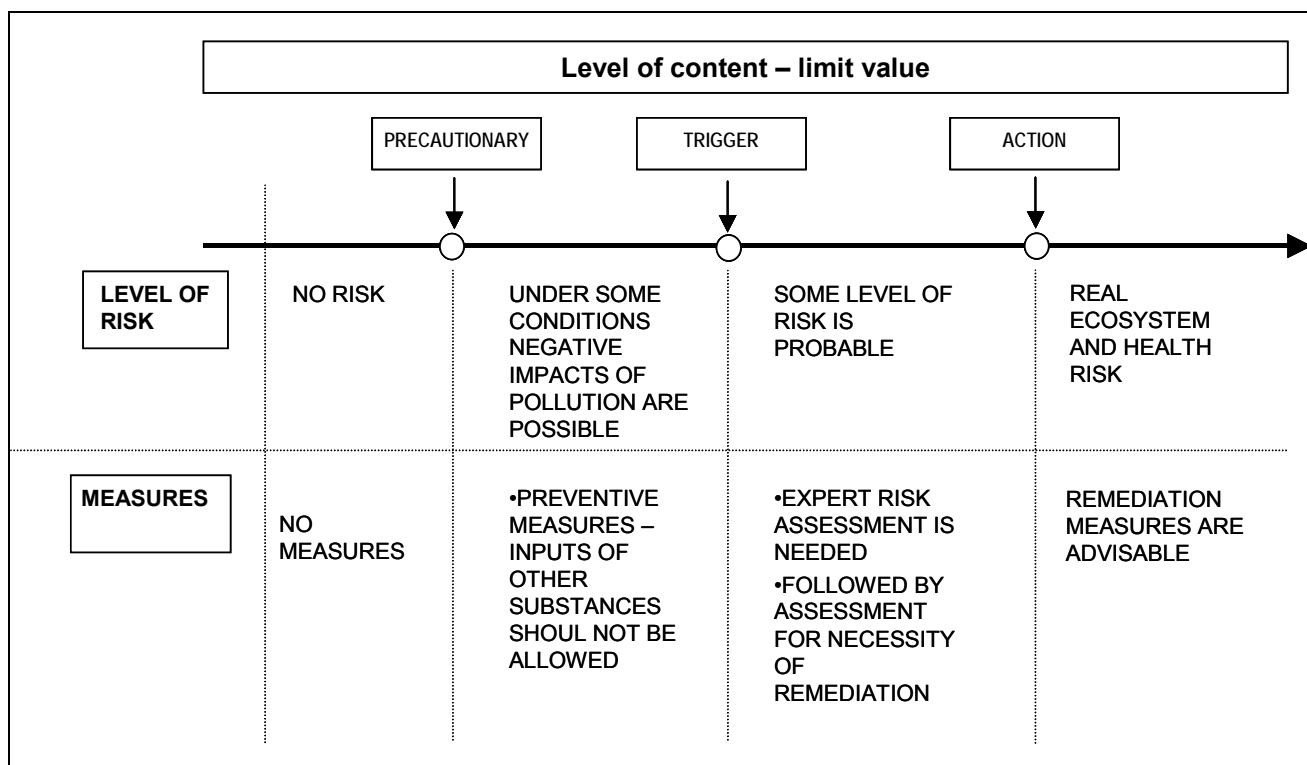 Level of content – limit value
PRECAUTIONARY
TRIGGER
ACTION
LEVEL OF
RISK
NO RISK
UNDER SOME
CONDITIONS
NEGATIVE
IMPACTS OF
POLLUTION ARE
POSSIBLE
SOME LEVEL OF
RISK IS
PROBABLE
REAL
ECOSYSTEM
AND HEALTH
RISK
MEASURES
NO
MEASURES
•PREVENTIVE
MEASURES –
INPUTS OF
OTHER
SUBSTANCES
SHOUL NOT BE
ALLOWED
•EXPERT RISK
ASSESSMENT IS
NEEDED
•FOLLOWED BY
ASSESSMENT
FOR NECESSITY
OF
REMEDIATION
REMEDIATION
MEASURES ARE
ADVISABLE